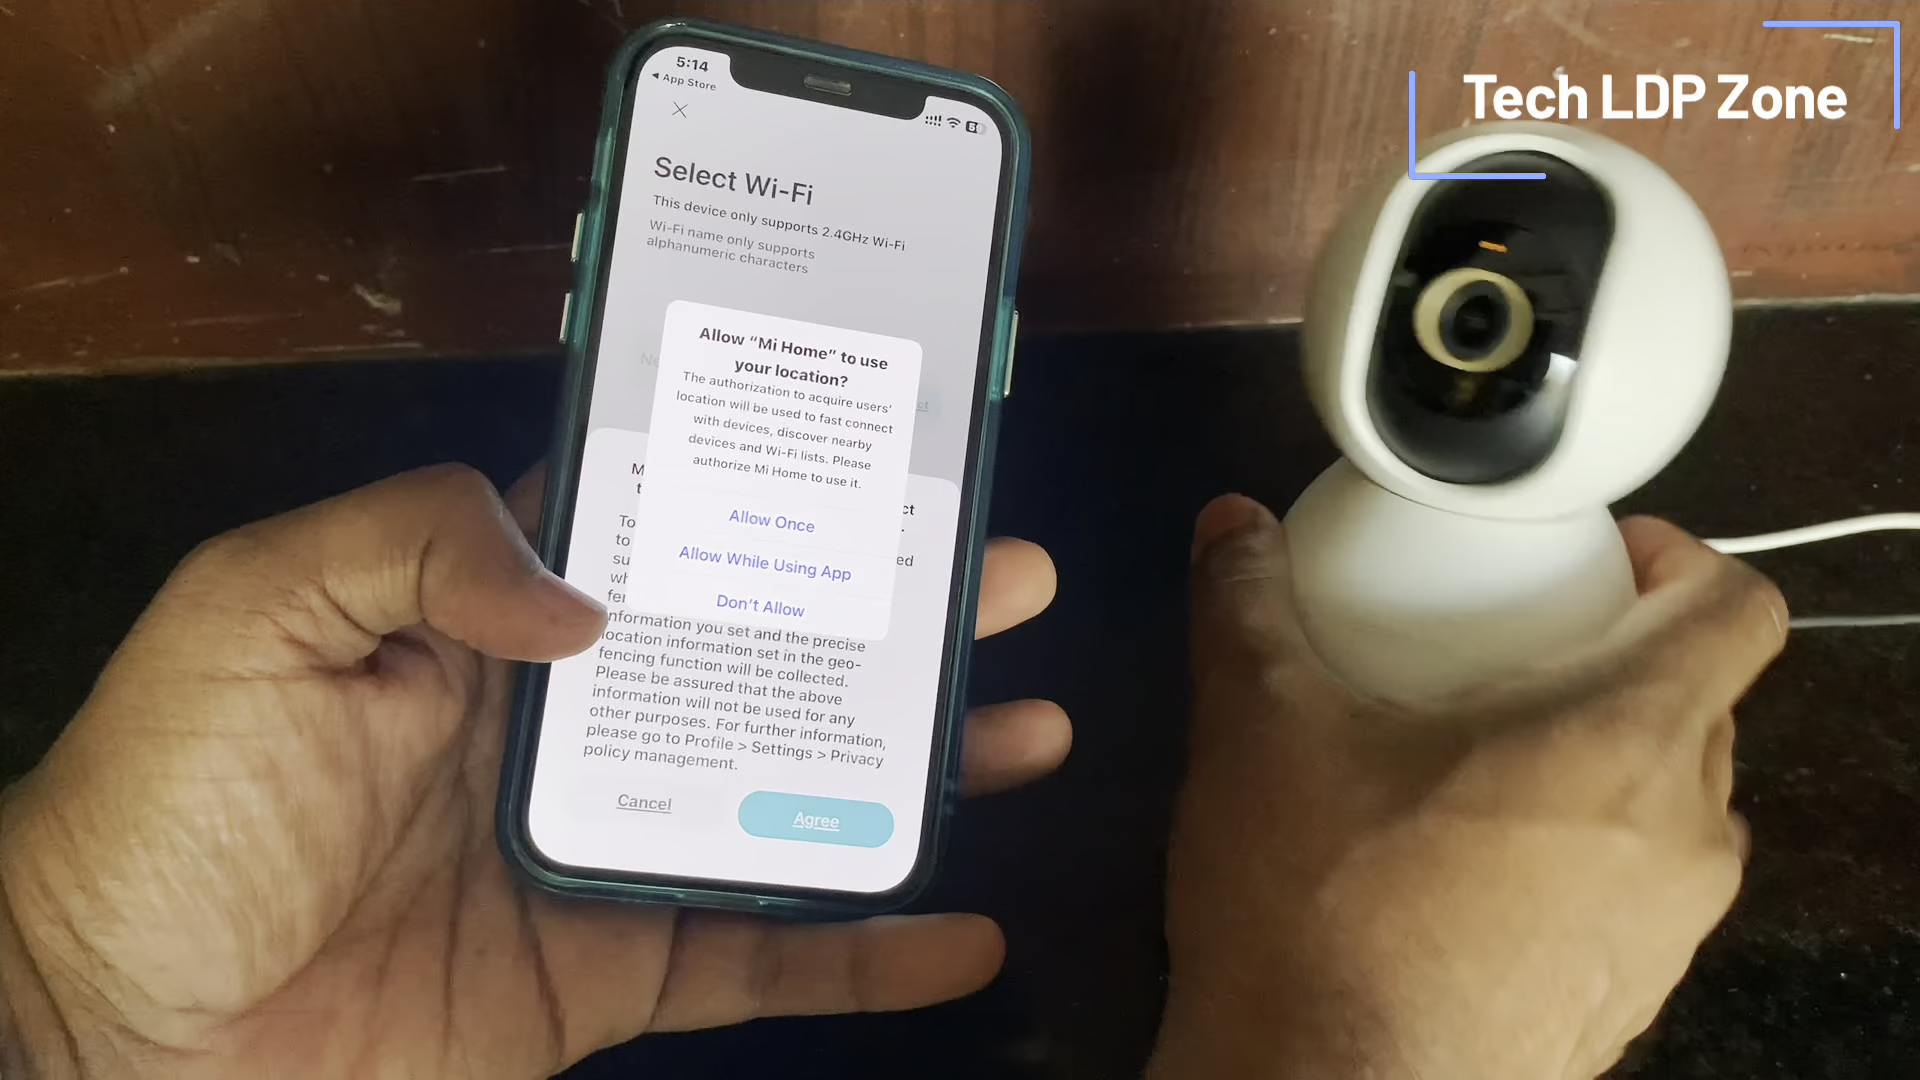 Tech LDP Zone
5:14
App Store
Select Wi-Fi
This device only supports 2.4GHz Wi-Fi
Wi-Fi name only supports
alphanumeric characters
Allow “Mi Home” to use
your location?
The authorization to acquire users’
location will be used to fast connect
with devices, discover nearby
devices and Wi-Fi lists. Please
authorize Mi Home to use it.
Allow Once
Allow While Using App
Don’t Allow
information you set and the precise
location information set in the geo-
fencing function will be collected.
Please be assured that the above
information will not be used for any
other purposes. For further information,
please go to Profile > Settings > Privacy
policy management.
Cancel
Agree